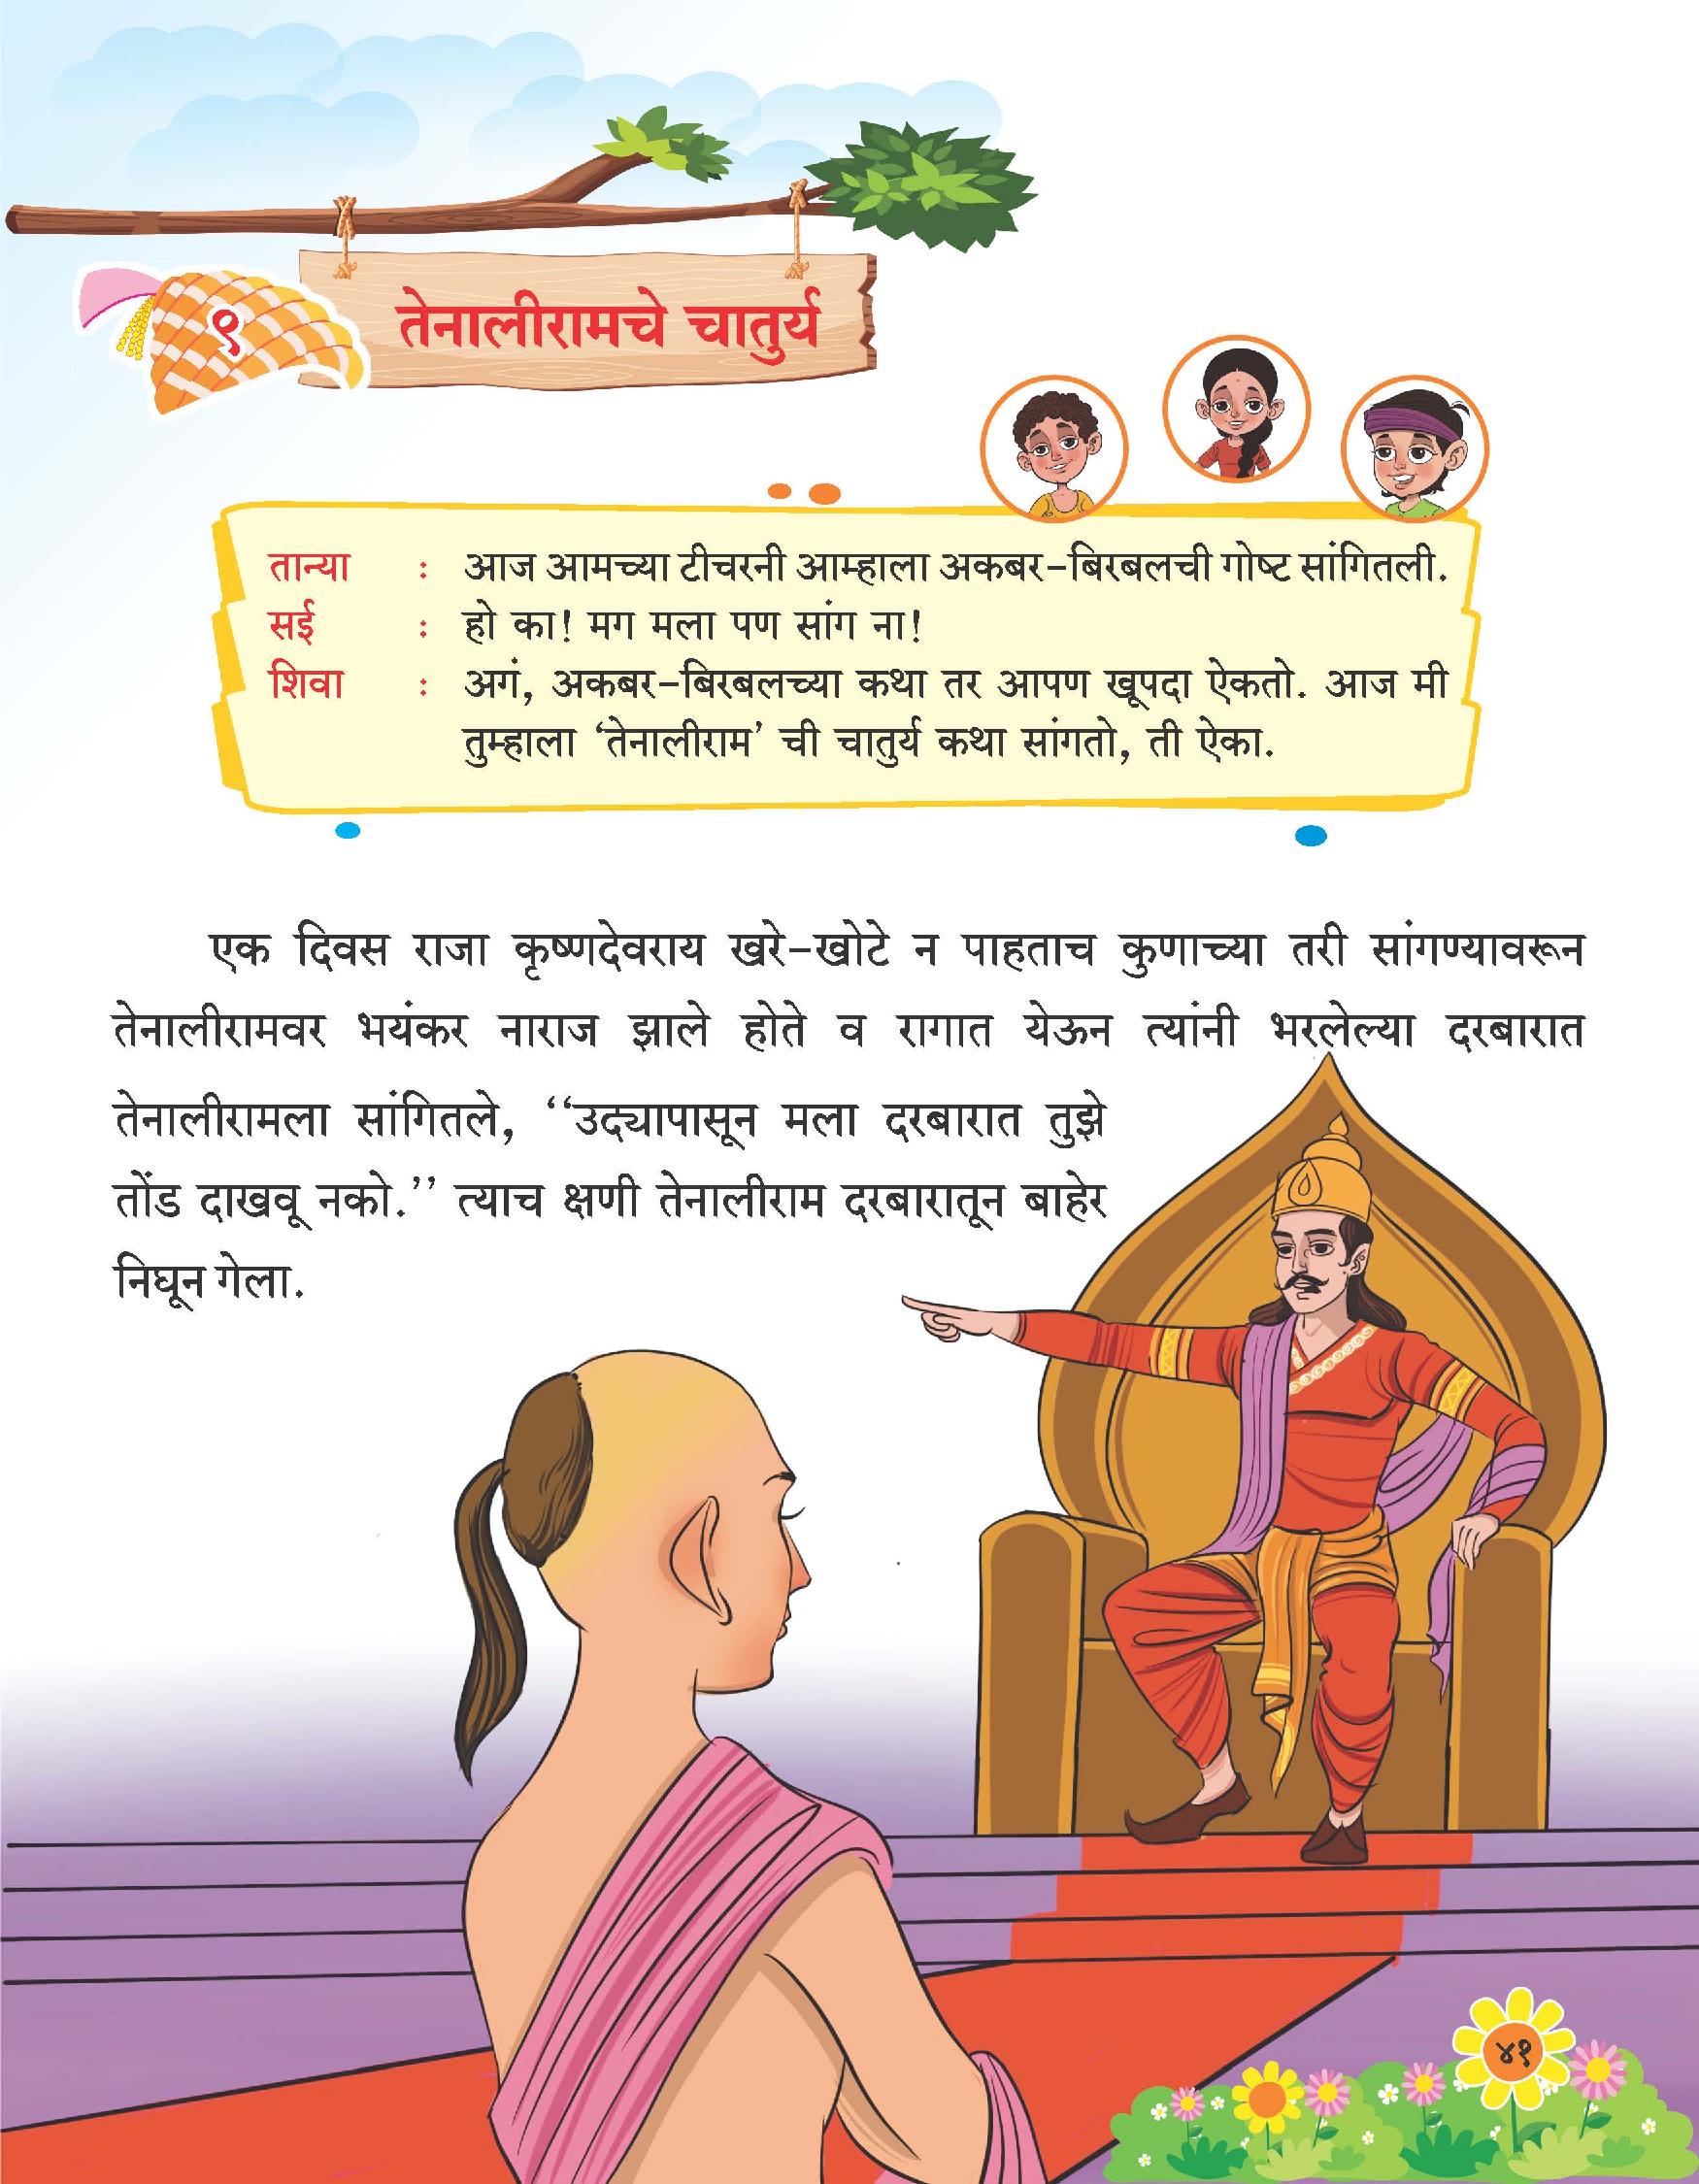 ९
तेनालीरामचे चातुर्य
तान्या : आज आमच्या टीचरनी आम्हाला अकबर-बिरबलची गोष्ट सांगितली.
सई : हो का! मग मला पण सांग ना!
शिवा : अगं, अकबर-बिरबलच्या कथा तर आपण खूपदा ऐकतो. आज मी
तुम्हाला ‘तेनालीराम’ ची चातुर्य कथा सांगतो, ती ऐका.
एक दिवस राजा कृष्णदेवराय खरे-खोटे न पाहताच कुणाच्या तरी सांगण्यावरून
तेनालीरामवर भयंकर नाराज झाले होते व रागात येऊन त्यांनी भरलेल्या दरबारात
तेनालीरामला सांगितले, ‘‘उद्यापासून मला दरबारात तुझे
तोंड दाखवू नको.’’ त्याच क्षणी तेनालीराम दरबारातून बाहेर
निघून गेला.
४१